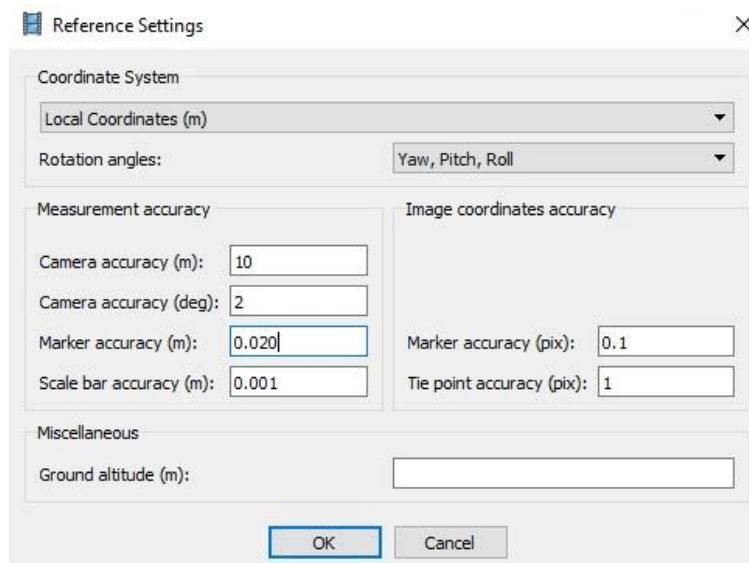 Reference Settings
Coordinate System
Local Coordinates (m)
Rotation angles: Yaw, Pitch, Roll
Measurement accuracy
Camera accuracy (m): 10
Camera accuracy (deg): 2
Marker accuracy (m): 0.020
Scale bar accuracy (m): 0.001
Image coordinates accuracy
Marker accuracy (pix): 0.1
Tie point accuracy (pix): 1
Miscellaneous
Ground altitude (m):
OK Cancel